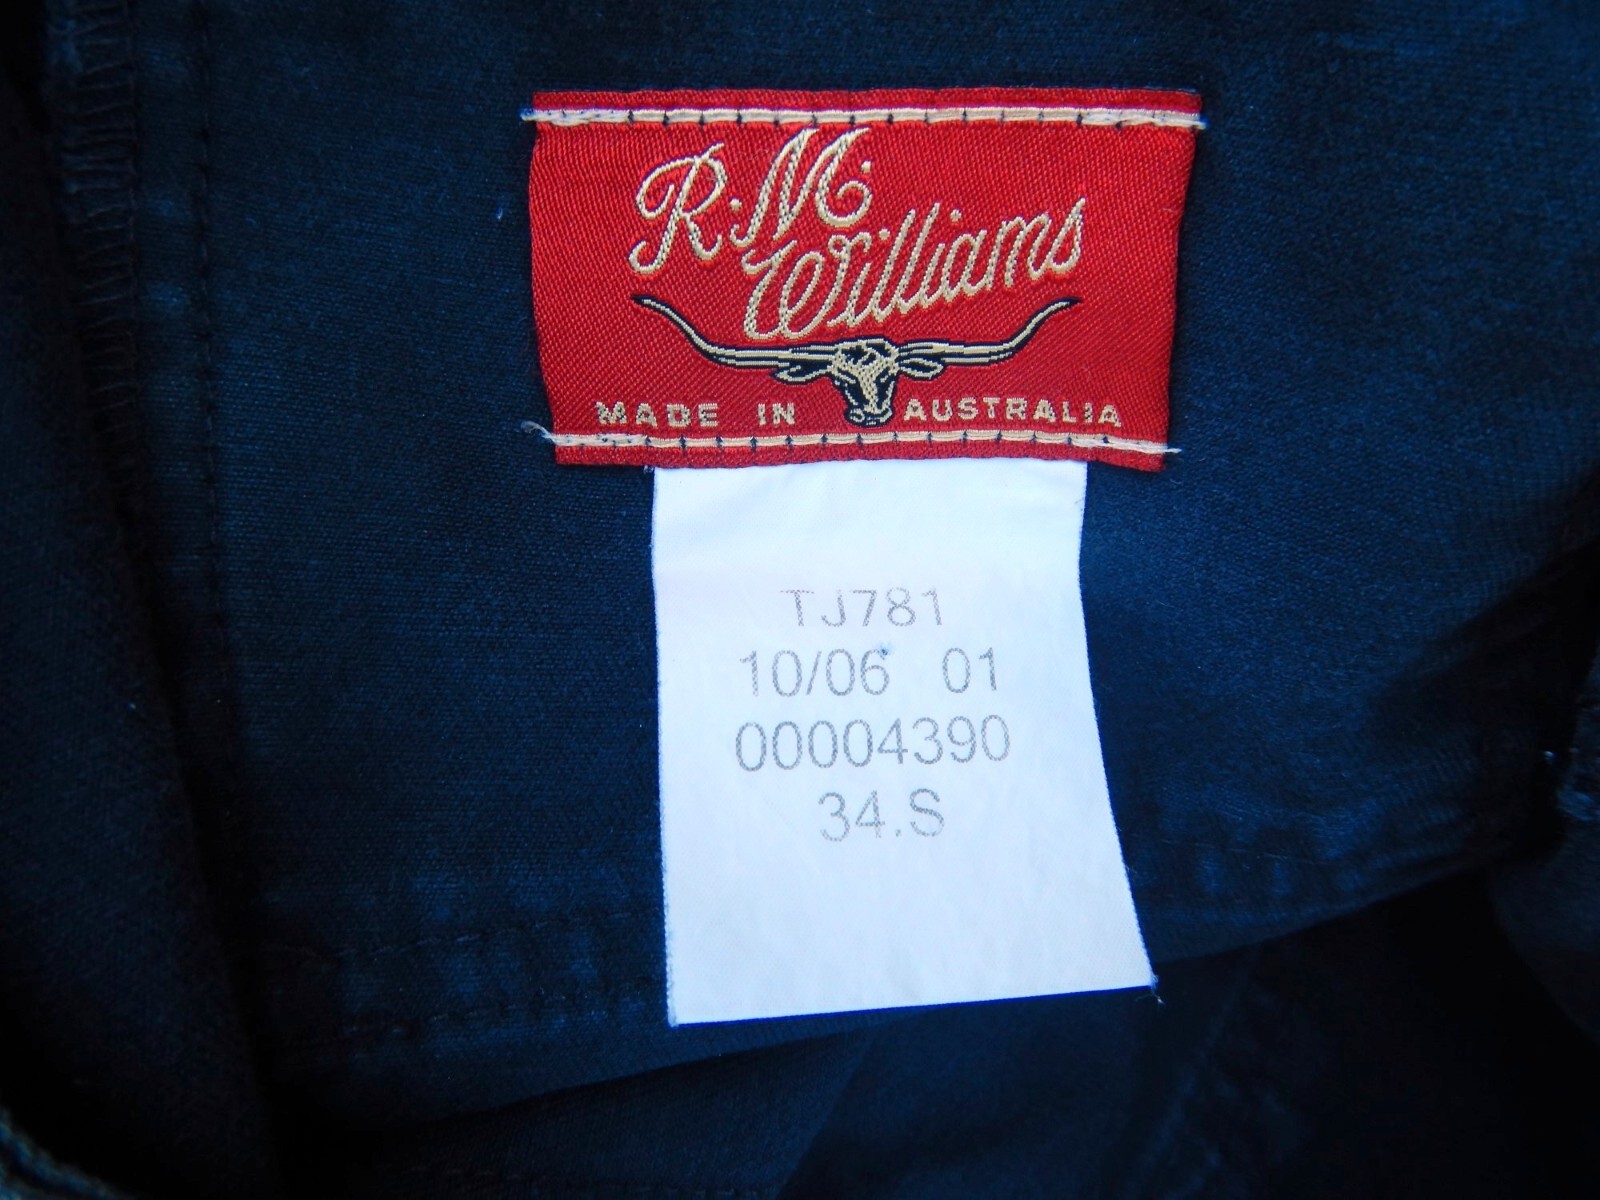 R.M.
Williams
MADE IN AUSTRALIA
TJ781
10/06 01
00004390
34.S